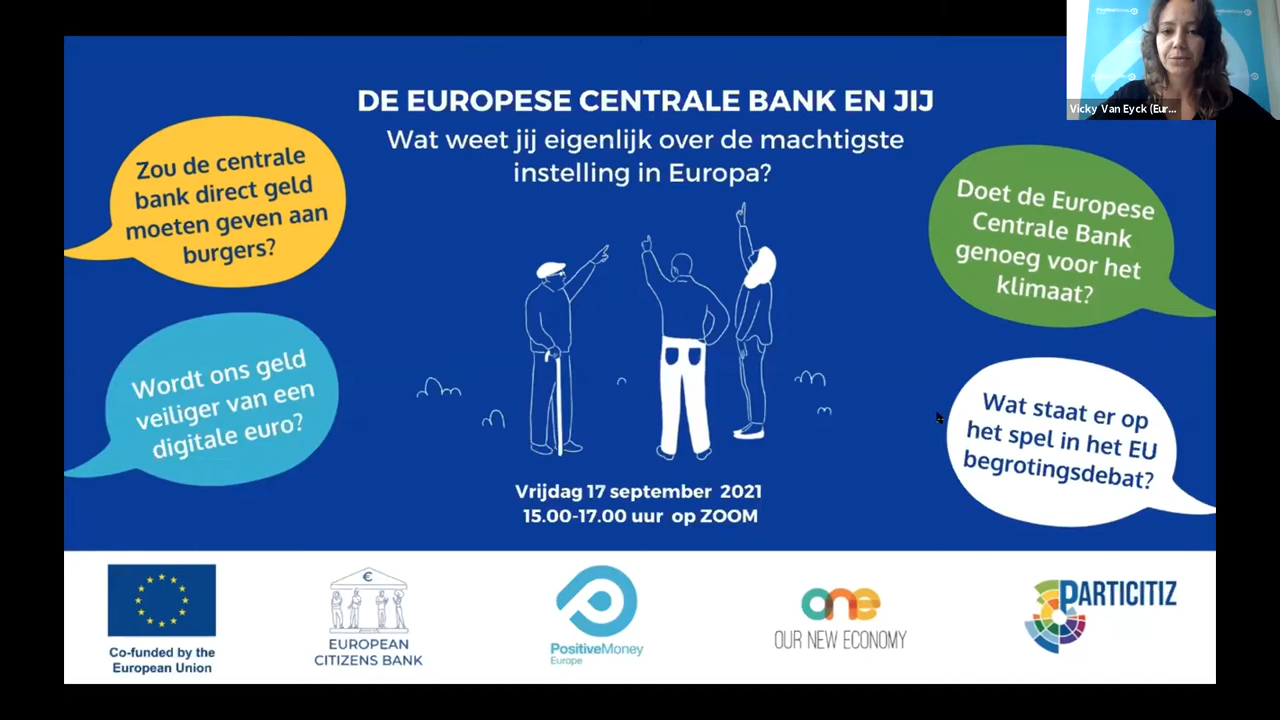 DE EUROPESE CENTRALE BANK EN JIJ
Wat weet jij eigenlijk over de machtigste
instelling in Europa?
Zou de centrale
bank direct geld
moeten geven aan
burgers?
Doet de Europese
Centrale Bank
genoeg voor het
klimaat?
Wordt ons geld
veiliger van een
digitale euro?
Wat staat er op
het spel in het EU
begrotingsdebat?
Vrijdag 17 september 2021
15.00-17.00 uur op ZOOM
Co-funded by the
European Union
€
EUROPEAN
CITIZENS BANK
PositiveMoney
Europe
one
OUR NEW ECONOMY
PARTICITIZ
Vicky Van Eyck (Eur...